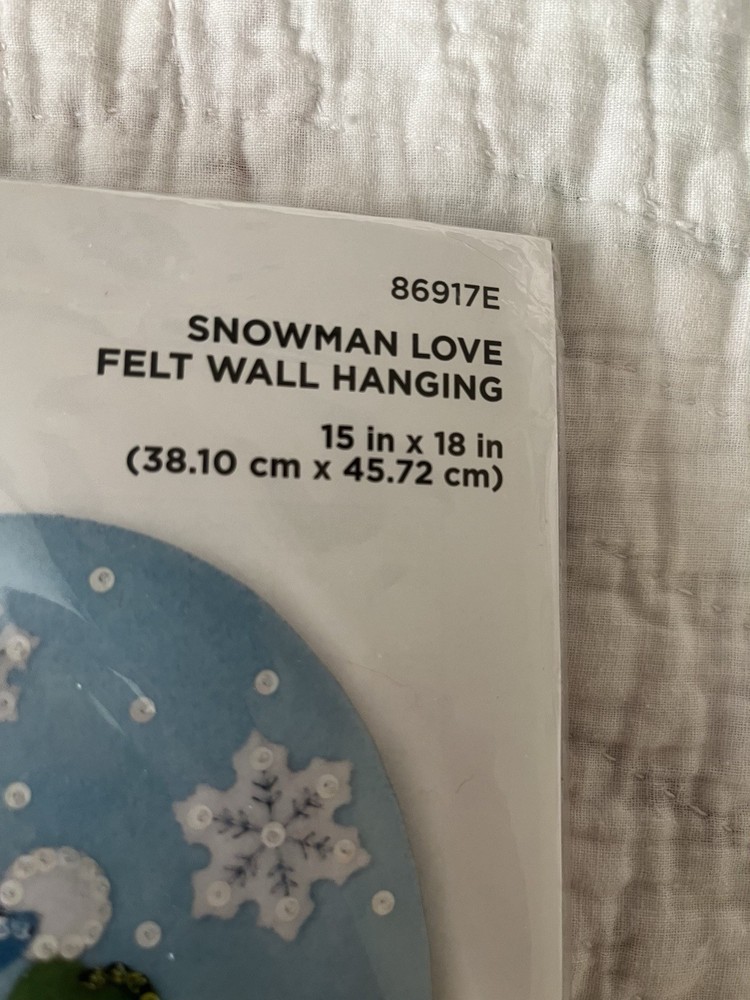 86917E
SNOWMAN LOVE
FELT WALL HANGING
15 in x 18 in
(38.10 cm x 45.72 cm)